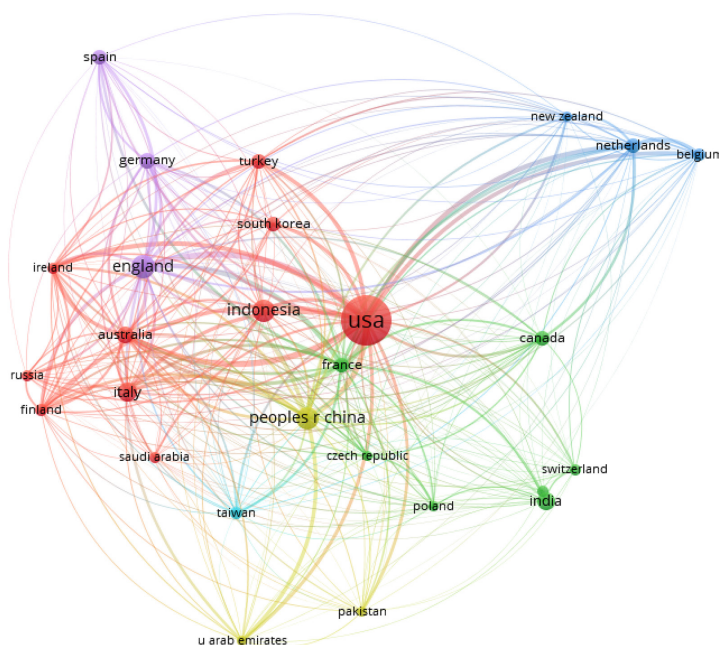 spain
new zealand
netherlands
belgium
germany
turkey
south korea
ireland
england
indonesia
usa
australia
canada
france
russia
italy
finland
peoples r china
saudi arabia
czech republic
switzerland
taiwan
poland
india
pakistan
u arab emirates